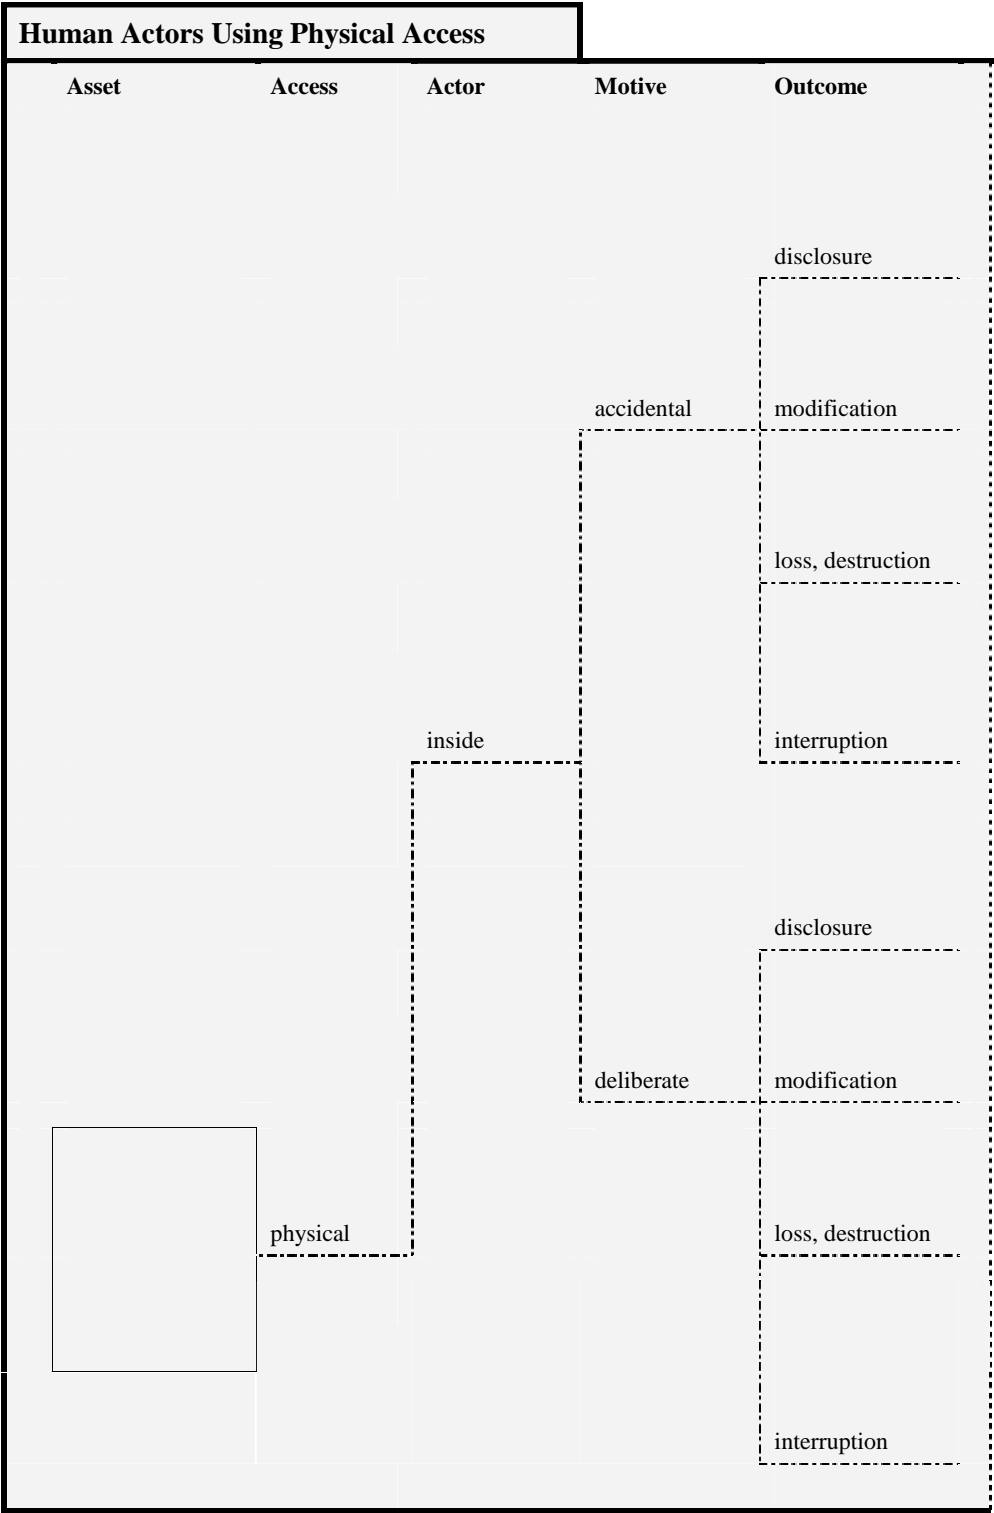 Human Actors Using Physical Access
Asset Access Actor Motive Outcome
disclosure
accidental modification
loss, destruction
inside interruption
disclosure
deliberate modification
physical loss, destruction
interruption